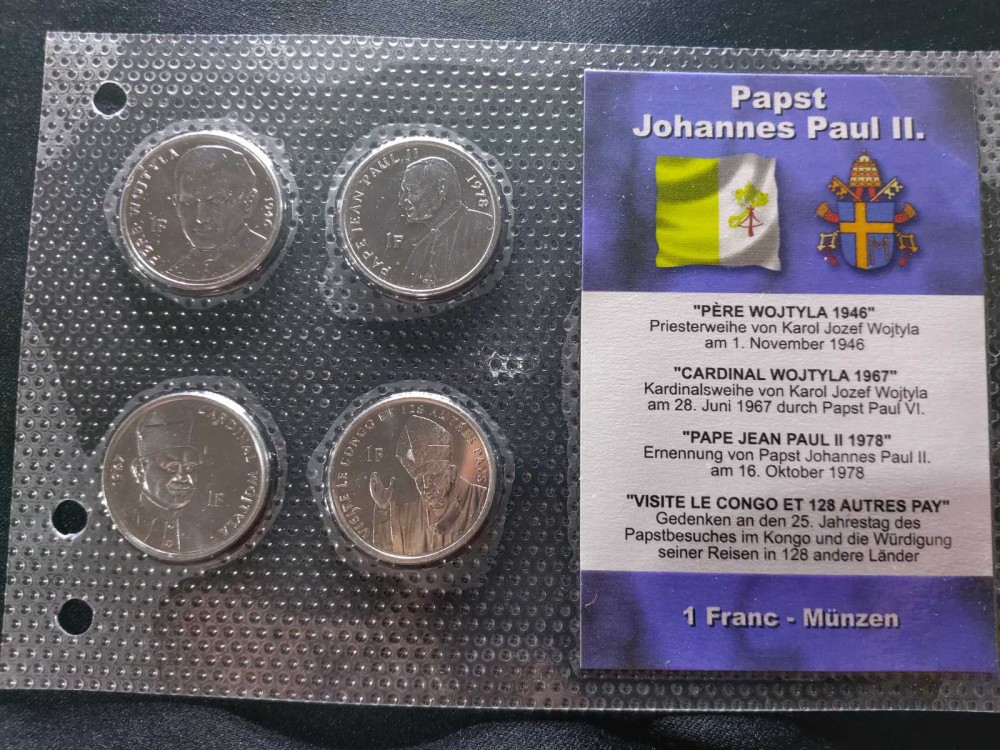 PÈRE WOJTYLA
1F
1946
PAPE JEAN-PAUL II
1978
1F
1967
CARDINAL WOJTYLA
1F
VISITE LE CONGO ET 128 AUTRES PAYS
1F
Papst
Johannes Paul II.
M
"PÈRE WOJTYLA 1946"
Priesterweihe von Karol Jozef Wojtyla
am 1. November 1946
"CARDINAL WOJTYLA 1967"
Kardinalsweihe von Karol Jozef Wojtyla
am 28. Juni 1967 durch Papst Paul VI.
"PAPE JEAN PAUL II 1978"
Ernennung von Papst Johannes Paul II.
am 16. Oktober 1978
"VISITE LE CONGO ET 128 AUTRES PAY"
Gedenken an den 25. Jahrestag des
Papstbesuches im Kongo und die Würdigung
seiner Reisen in 128 andere Länder
1 Franc - Münzen